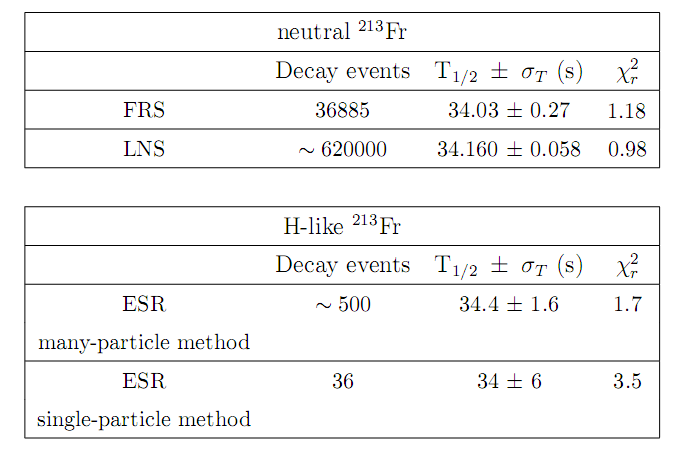 neutral ²¹³Fr
Decay events T₁/₂ ± σ_T (s) χ²ᵣ
FRS 36885 34.03 ± 0.27 1.18
LNS ~ 620000 34.160 ± 0.058 0.98
H-like ²¹³Fr
Decay events T₁/₂ ± σ_T (s) χ²ᵣ
ESR ~ 500 34.4 ± 1.6 1.7
many-particle method
ESR 36 34 ± 6 3.5
single-particle method